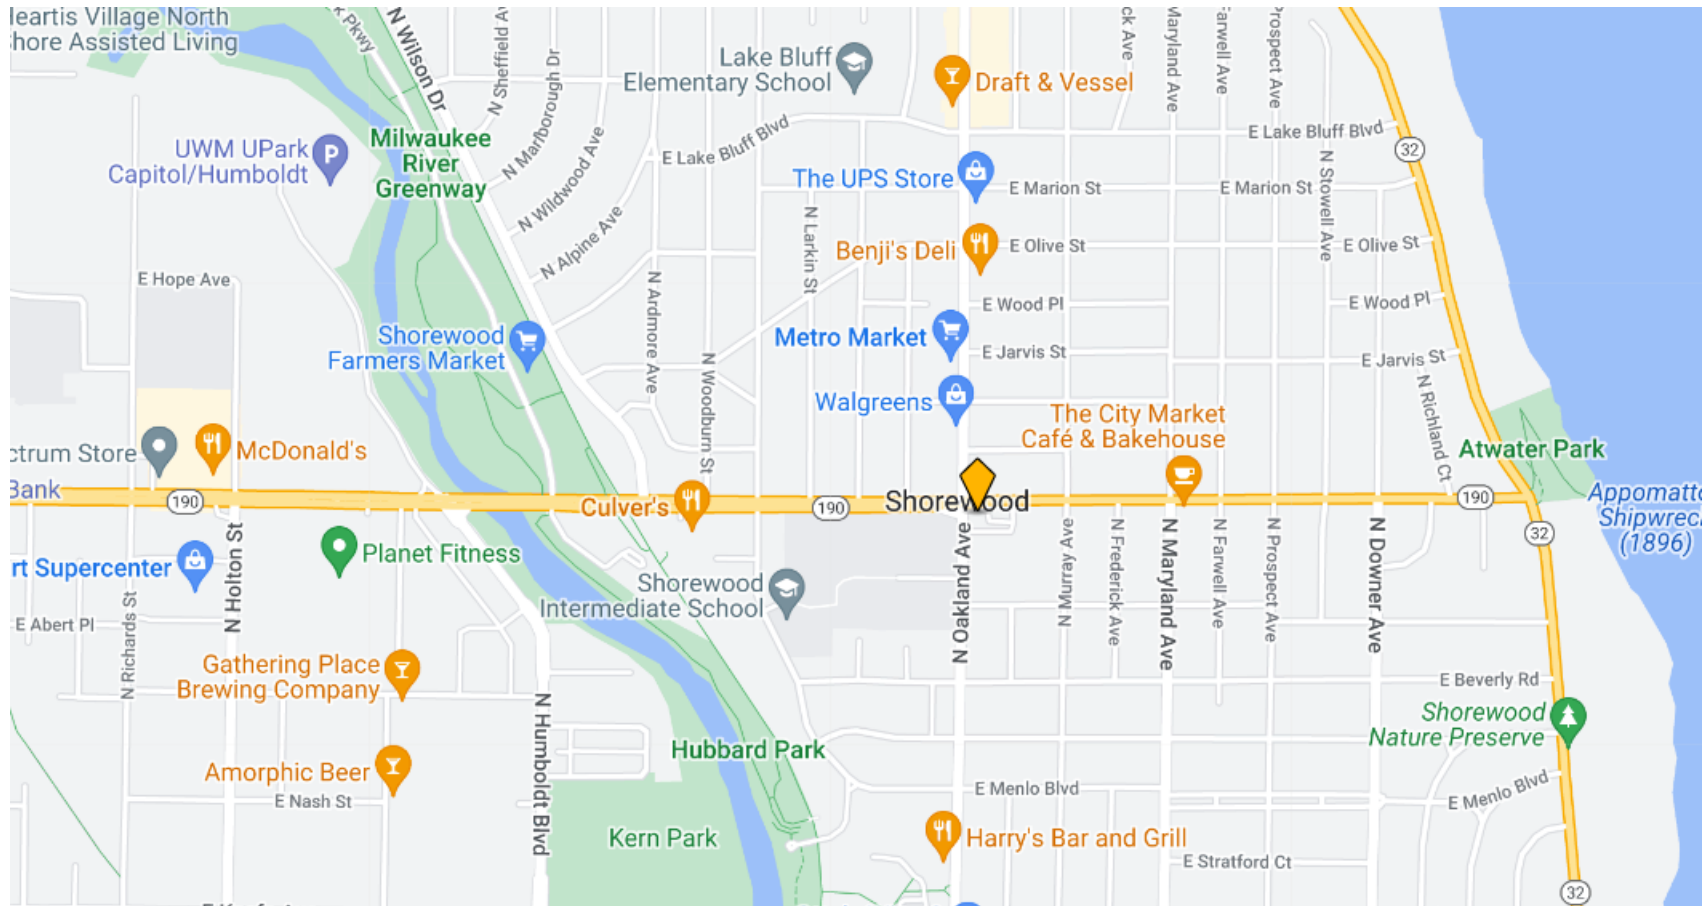 Heartis Village North
Shore Assisted Living
N Wilson Dr
N Sheffield Av
N Marlborough Dr
Lake Bluff
Elementary School
Draft & Vessel
Maryland Ave
Farwell Ave
Prospect Ave
E Lake Bluff Blvd
E Lake Bluff Blvd
32
UWM UPark
Capitol/Humboldt
Milwaukee
River
Greenway
N Wildwood Ave
N Alpine Ave
The UPS Store
E Marion St
E Marion St
N Stowell Ave
N Larkin St
Benji's Deli
E Olive St
E Olive St
E Hope Ave
N Ardmore Ave
E Wood Pl
E Wood Pl
Shorewood
Farmers Market
Metro Market
E Jarvis St
E Jarvis St
N Woodburn St
Walgreens
N Richland Ct
The City Market
Café & Bakehouse
ctrum Store
McDonald's
Atwater Park
Bank
190
Culver's
190
Shorewood
190
Appomatto
Shipwrec
(1896)
32
rt Supercenter
N Holton St
Planet Fitness
Shorewood
Intermediate School
N Oakland Ave
N Murray Ave
N Frederick Ave
N Maryland Ave
N Farwell Ave
N Prospect Ave
N Downer Ave
E Abert Pl
N Richards St
Gathering Place
Brewing Company
E Beverly Rd
Shorewood
Nature Preserve
N Humboldt Blvd
Hubbard Park
Amorphic Beer
E Nash St
E Menlo Blvd
E Menlo Blvd
Kern Park
Harry's Bar and Grill
E Stratford Ct
32